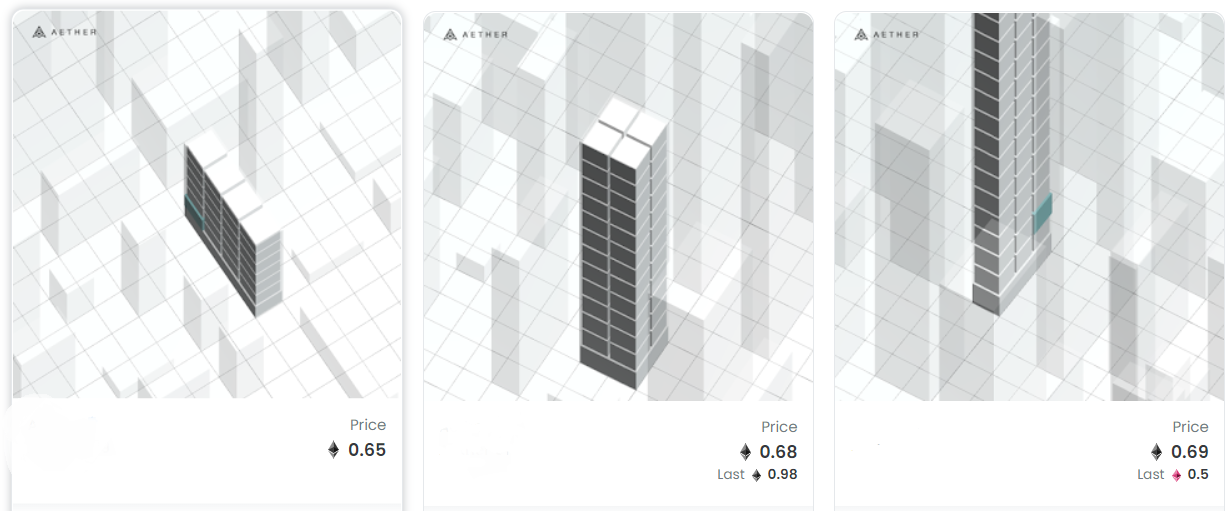 AETHER
Price
0.65
AETHER
Price
0.68
Last 0.98
AETHER
Price
0.69
Last 0.5